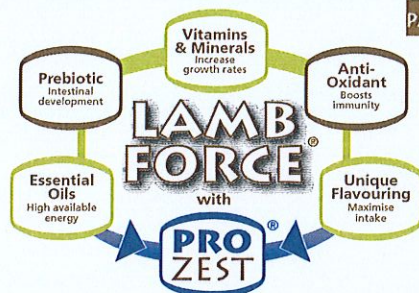 Vitamins
& Minerals
Increase
growth rates
Prebiotic
Intestinal
development
Anti-
Oxidant
Boosts
immunity
LAMB
FORCE®
with
Essential
Oils
High available
energy
Unique
Flavouring
Maximise
intake
PRO®
ZEST